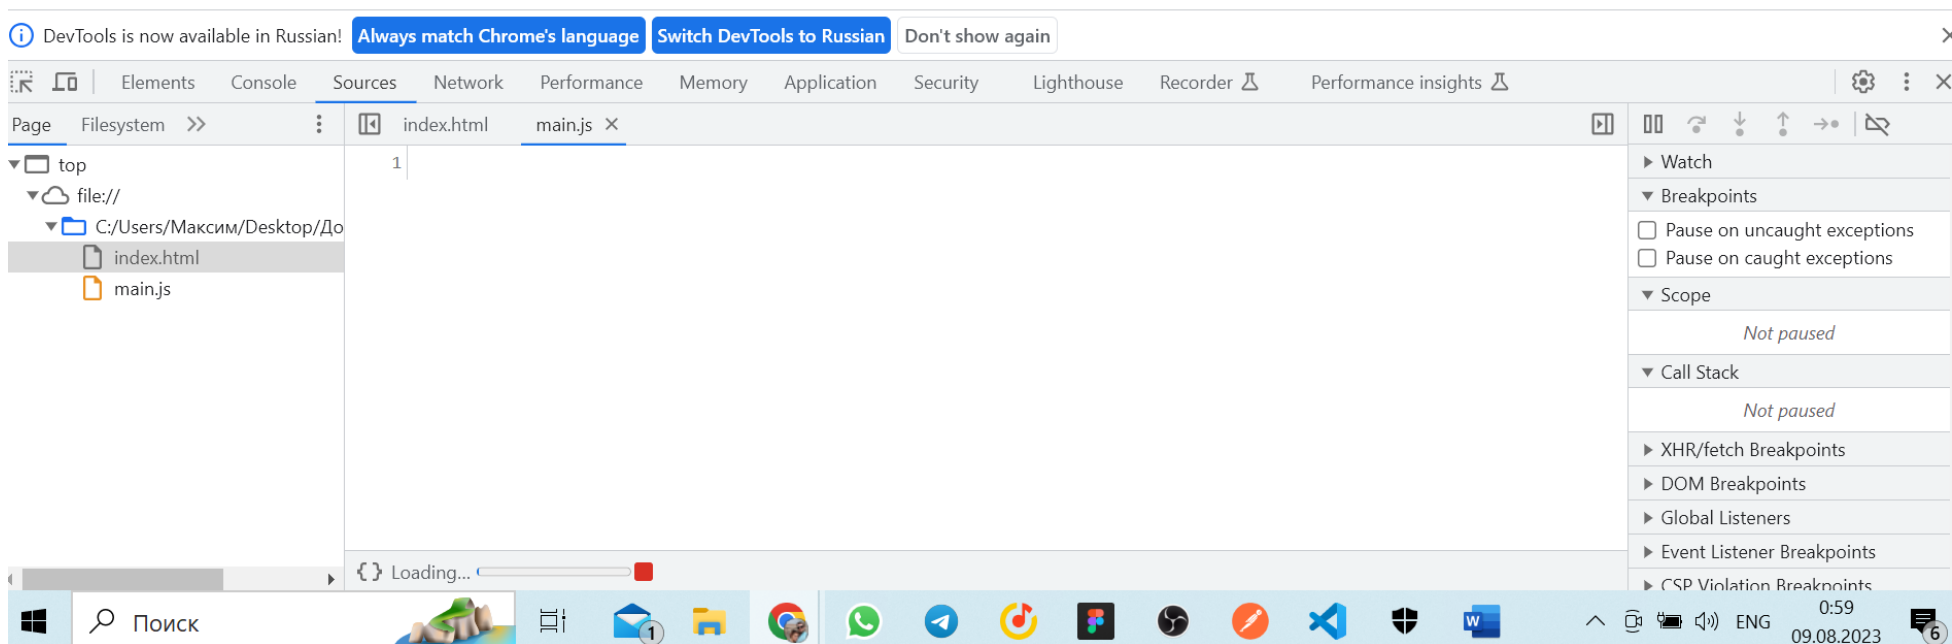 DevTools is now available in Russian! Always match Chrome's language Switch DevTools to Russian Don't show again
Elements Console Sources Network Performance Memory Application Security Lighthouse Recorder Performance insights
Page Filesystem index.html main.js
top
file://
C:/Users/Максим/Desktop/До
index.html
main.js
1
Loading...
Watch
Breakpoints
Pause on uncaught exceptions
Pause on caught exceptions
Scope
Not paused
Call Stack
Not paused
XHR/fetch Breakpoints
DOM Breakpoints
Global Listeners
Event Listener Breakpoints
CSP Violation Breakpoints
Поиск
1
W
ENG
0:59
09.08.2023
6